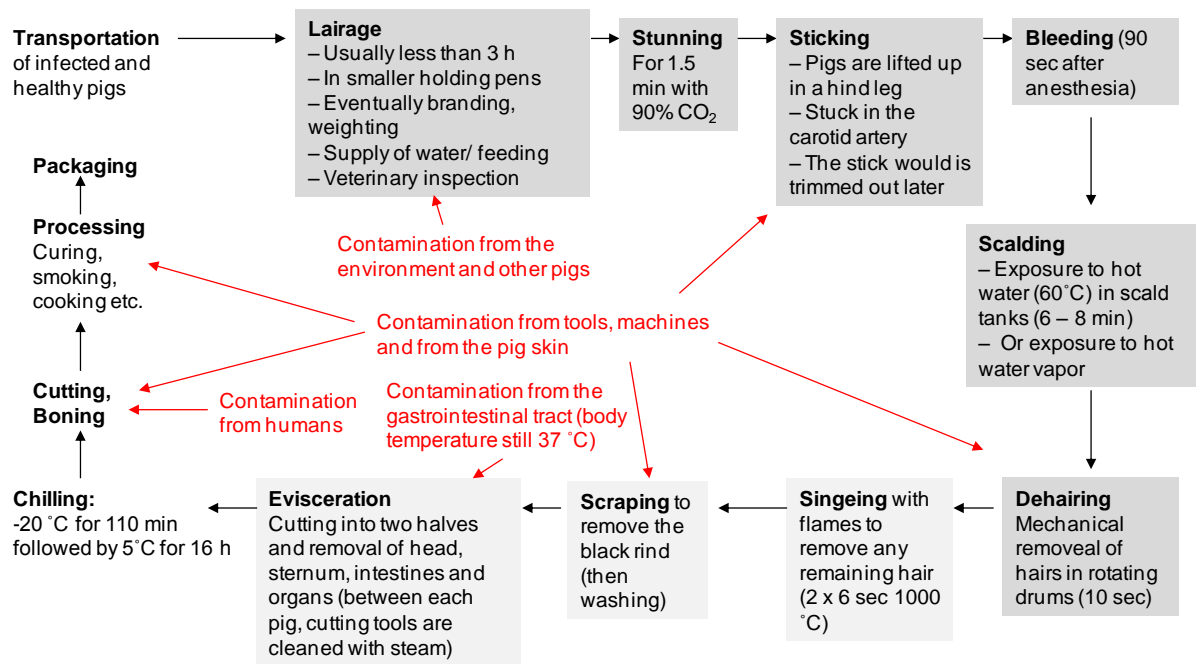 Transportation
of infected and
healthy pigs
Lairage
– Usually less than 3 h
– In smaller holding pens
– Eventually branding,
weighting
– Supply of water/ feeding
– Veterinary inspection
Stunning
For 1.5
min with
90% CO₂
Sticking
– Pigs are lifted up
in a hind leg
– Stuck in the
carotid artery
– The stick would is
trimmed out later
Bleeding (90
sec after
anesthesia)
Scalding
– Exposure to hot
water (60˚C) in scald
tanks (6 – 8 min)
– Or exposure to hot
water vapor
Dehairing
Mechanical
removeal of
hairs in rotating
drums (10 sec)
Singeing with
flames to
remove any
remaining hair
(2 x 6 sec 1000
˚C)
Scraping to
remove the
black rind
(then
washing)
Evisceration
Cutting into two halves
and removal of head,
sternum, intestines and
organs (between each
pig, cutting tools are
cleaned with steam)
Chilling:
-20 ˚C for 110 min
followed by 5˚C for 16 h
Cutting,
Boning
Processing
Curing,
smoking,
cooking etc.
Packaging
Contamination from the
environment and other pigs
Contamination from tools, machines
and from the pig skin
Contamination from the
gastrointestinal tract (body
temperature still 37 ˚C)
Contamination
from humans